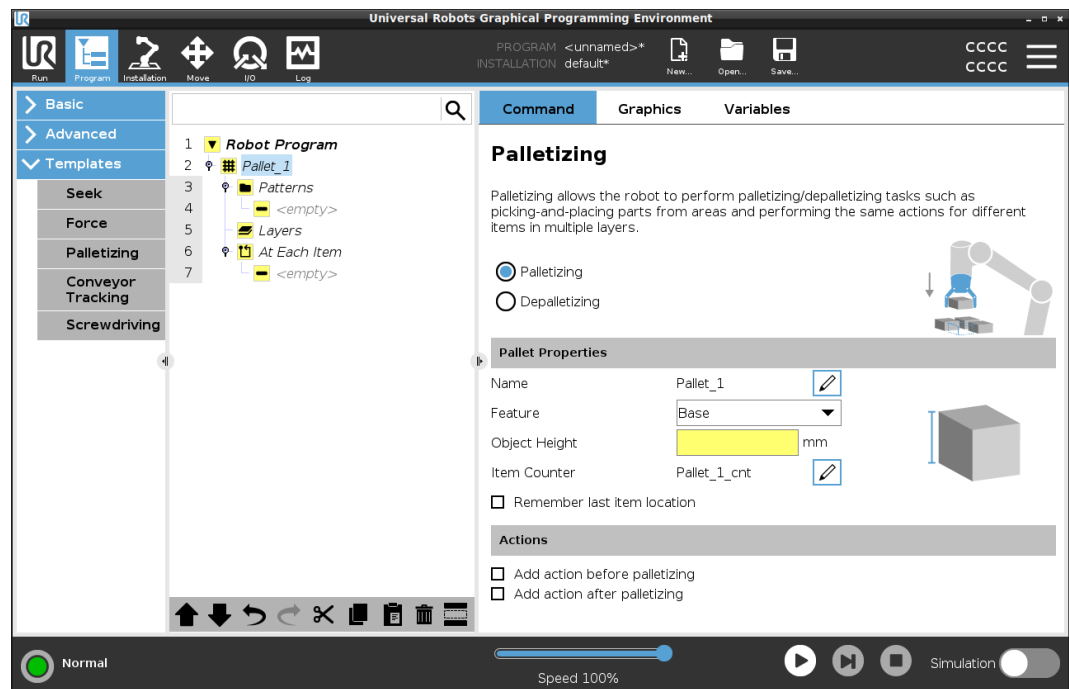 Universal Robots Graphical Programming Environment
Run
Program
Installation
Move
I/O
Log
PROGRAM <unnamed>*
INSTALLATION default*
New...
Open...
Save...
CCCC
CCCC
Basic
Advanced
Templates
Seek
Force
Palletizing
Conveyor
Tracking
Screwdriving
1 Robot Program
2 Pallet_1
3 Patterns
4 <empty>
5 Layers
6 At Each Item
7 <empty>
Command Graphics Variables
Palletizing
Palletizing allows the robot to perform palletizing/depalletizing tasks such as
picking-and-placing parts from areas and performing the same actions for different
items in multiple layers.
Palletizing
Depalletizing
Pallet Properties
Name Pallet_1
Feature Base
Object Height mm
Item Counter Pallet_1_cnt
Remember last item location
Actions
Add action before palletizing
Add action after palletizing
Normal
Speed 100%
Simulation